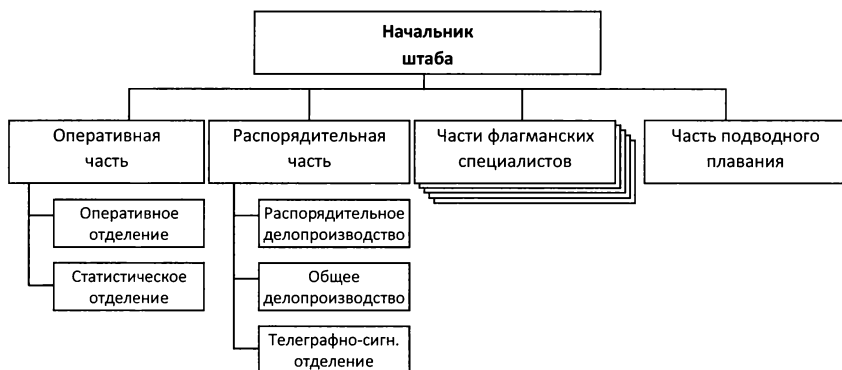 Начальник
штаба
Оперативная
часть
Распорядительная
часть
Части флагманских
специалистов
Часть подводного
плавания
Оперативное
отделение
Статистическое
отделение
Распорядительное
делопроизводство
Общее
делопроизводство
Телеграфно-сигн.
отделение